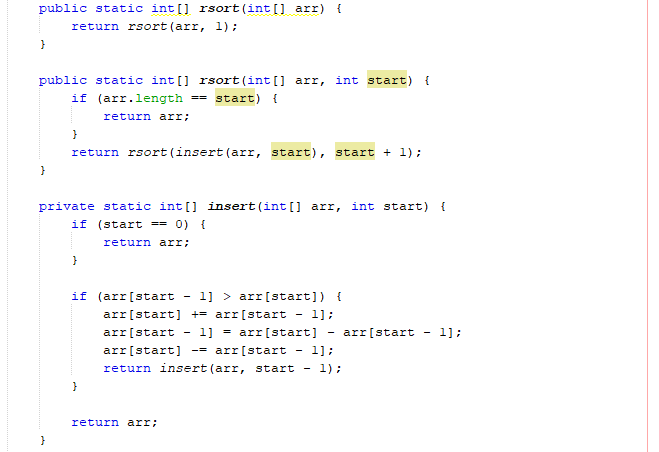 public static int[] rsort(int[] arr) {
    return rsort(arr, 1);
}

public static int[] rsort(int[] arr, int start) {
    if (arr.length == start) {
        return arr;
    }
    return rsort(insert(arr, start), start + 1);
}

private static int[] insert(int[] arr, int start) {
    if (start == 0) {
        return arr;
    }

    if (arr[start - 1] > arr[start]) {
        arr[start] += arr[start - 1];
        arr[start - 1] = arr[start] - arr[start - 1];
        arr[start] -= arr[start - 1];
        return insert(arr, start - 1);
    }

    return arr;
}